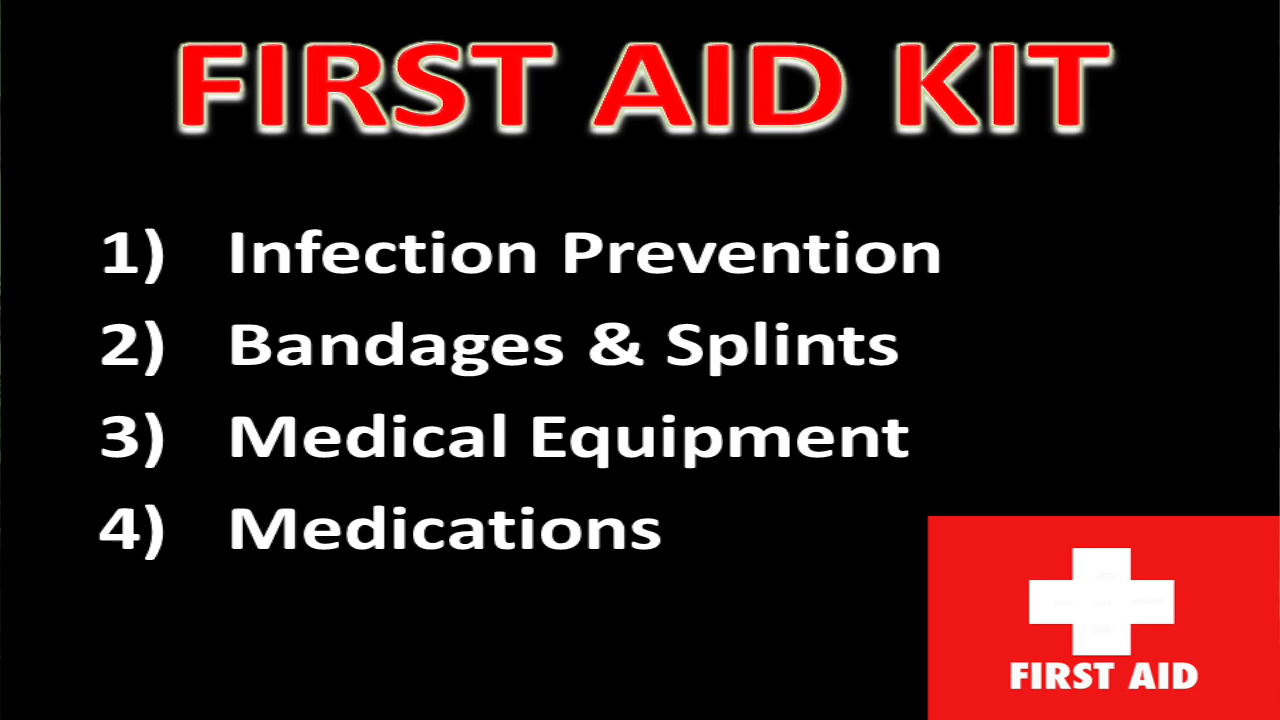 FIRST AID KIT
1) Infection Prevention
2) Bandages & Splints
3) Medical Equipment
4) Medications
FIRST AID